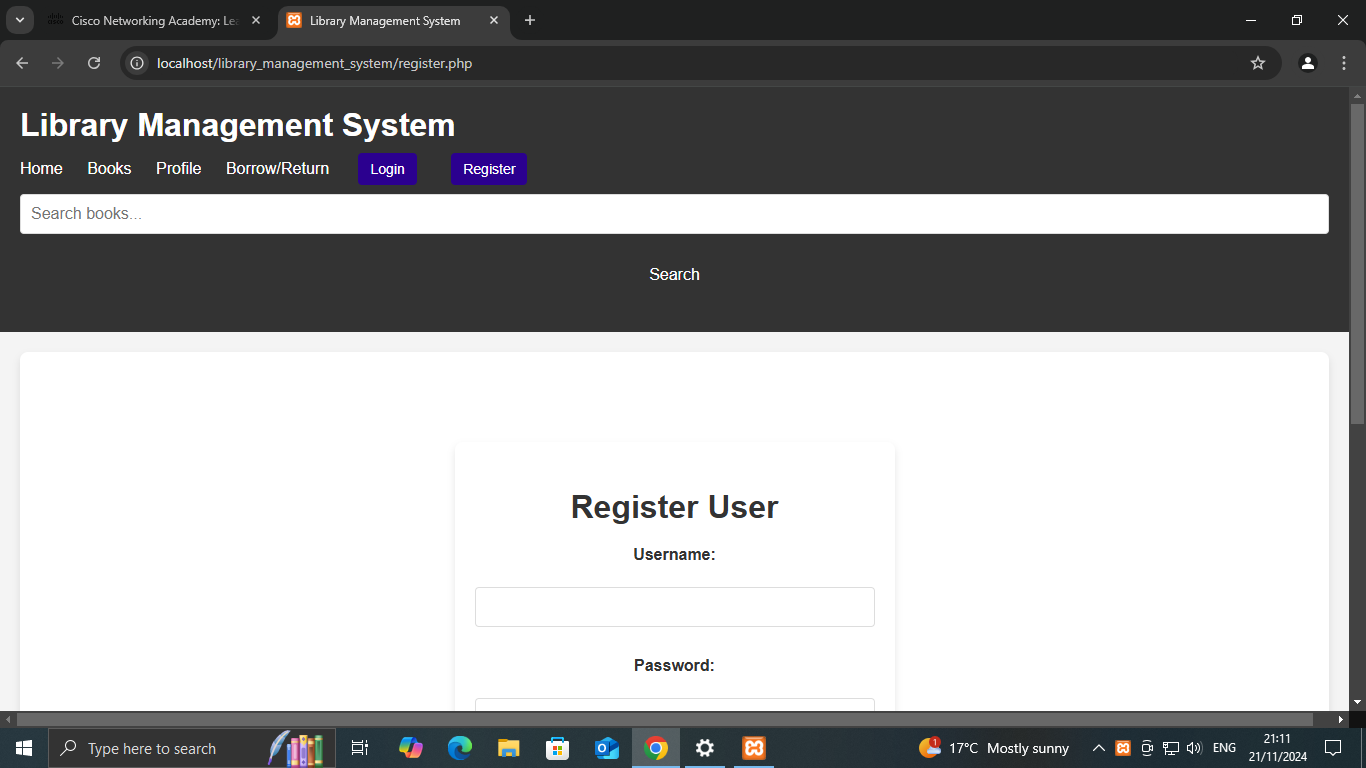 Cisco Networking Academy: Lea
Library Management System
localhost/library_management_system/register.php
Library Management System
Home Books Profile Borrow/Return Login Register
Search books...
Search
Register User
Username:
Password:
Type here to search
1
17°C Mostly sunny
ENG
21:11
21/11/2024